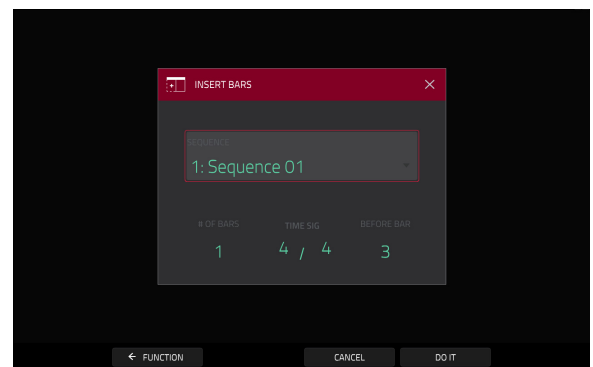 INSERT BARS
SEQUENCE
1: Sequence 01
# OF BARS TIME SIG BEFORE BAR
1 4 / 4 3
FUNCTION CANCEL DO IT